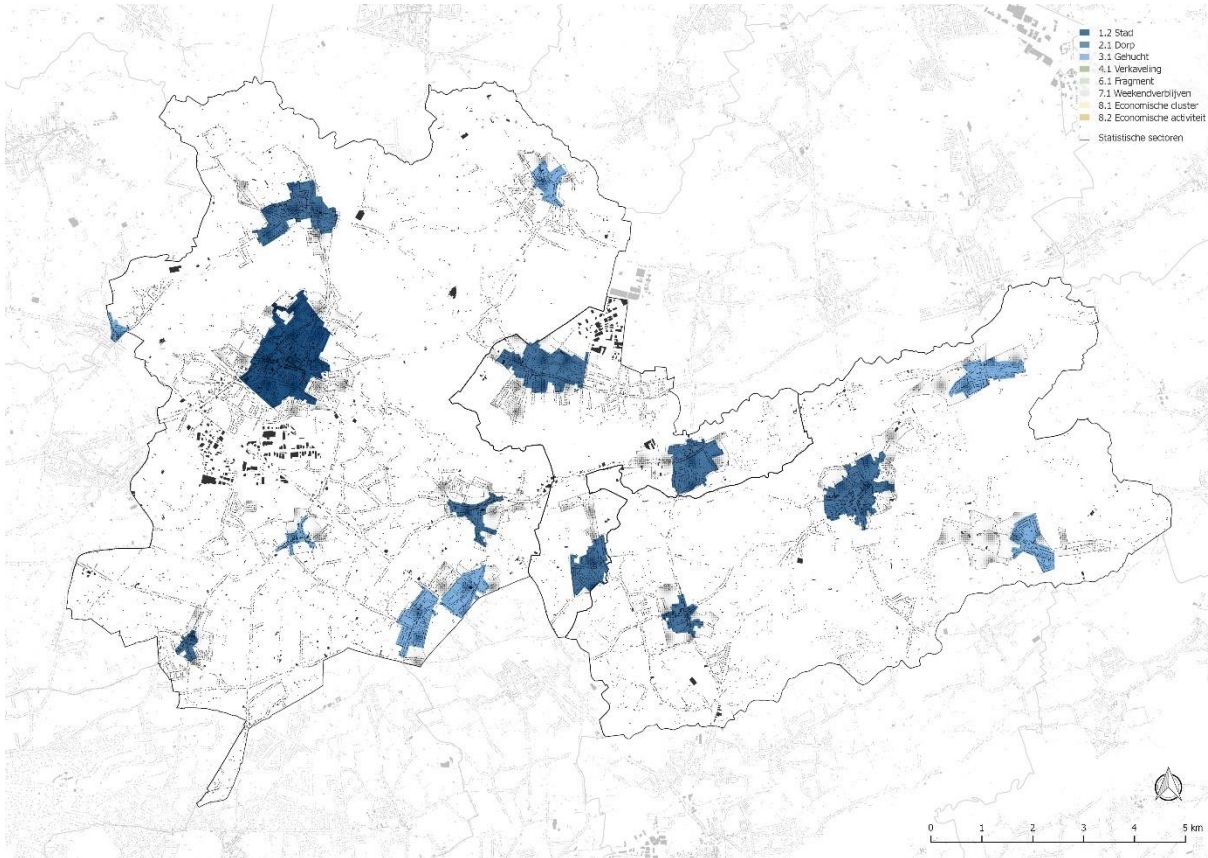 1.2 Stad
2.1 Dorp
3.1 Gehucht
4.1 Verkaveling
6.1 Fragment
7.1 Weekendverblijven
8.1 Economische cluster
8.2 Economische activiteit
Statistische sectoren
0 1 2 3 4 5 km